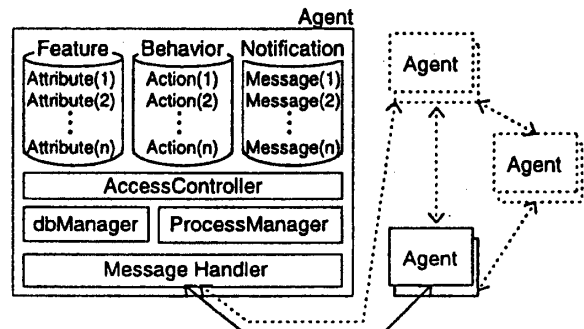 Agent
Feature Behavior Notification
Attribute(1) Action(1) Message(1)
Attribute(2) Action(2) Message(2)
Attribute(n) Action(n) Message(n)
AccessController
dbManager ProcessManager
Message Handler
Agent
Agent
Agent